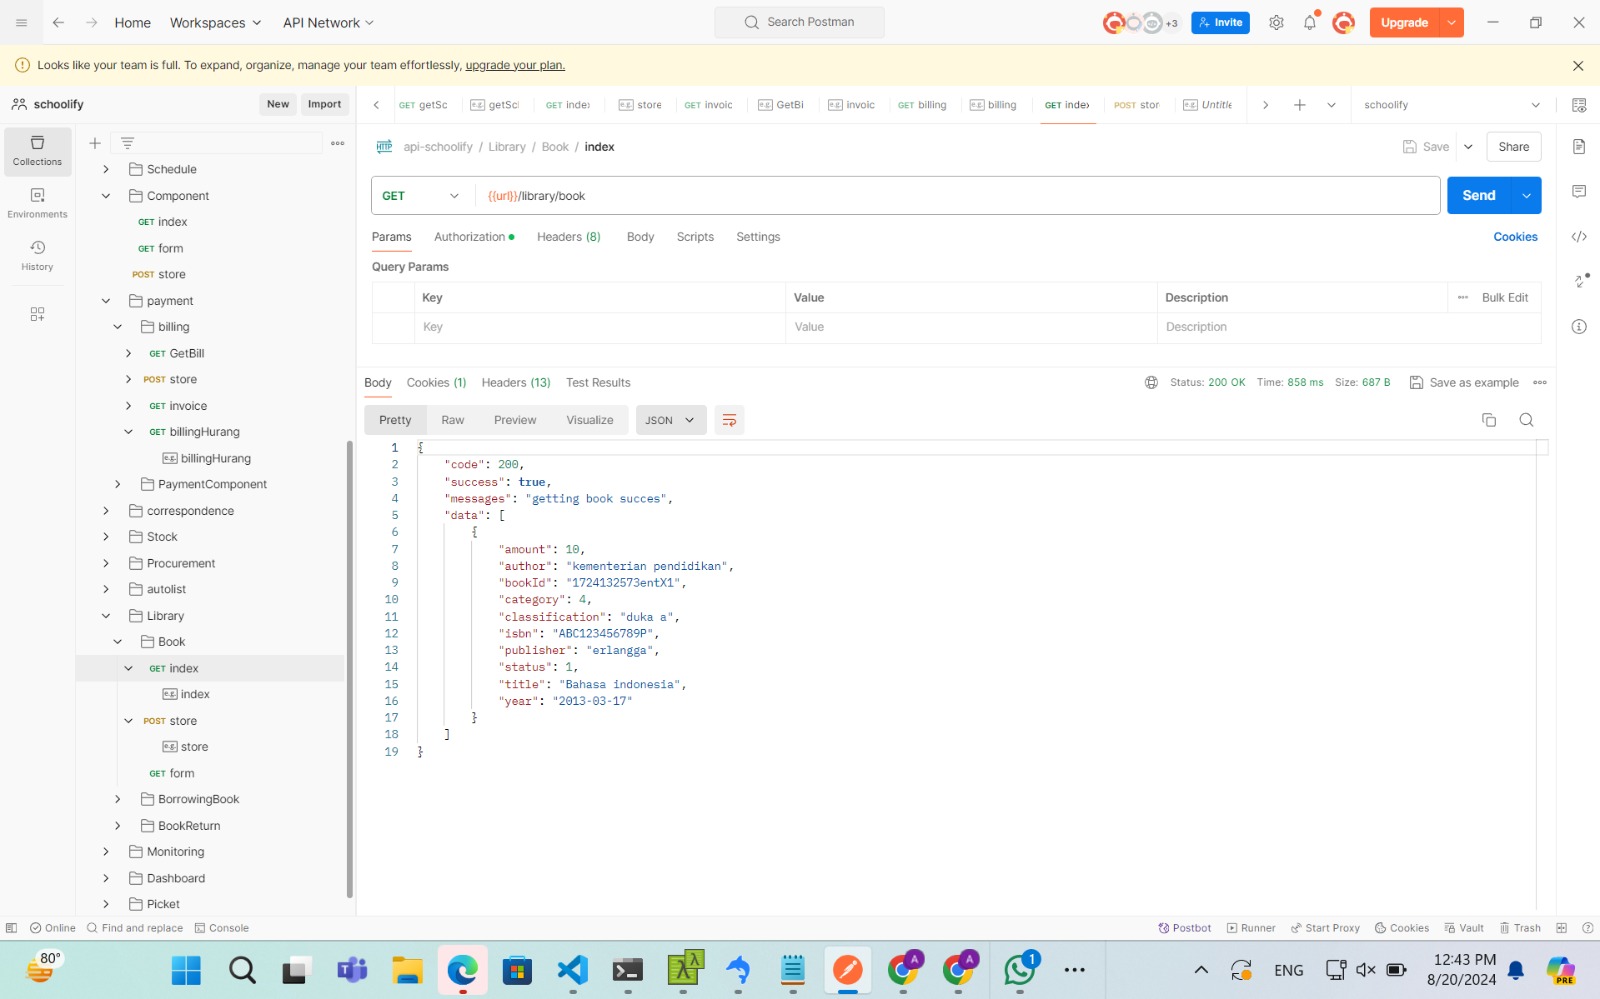 Home
Workspaces
API Network
Search Postman
+3
Invite
Upgrade
Looks like your team is full. To expand, organize, manage your team effortlessly, upgrade your plan.
schoolify
New
Import
GET getSc
e.g. getScl
GET index
e.g. store
GET invoic
e.g. GetBi
e.g. invoic
GET billing
e.g. billing
GET index
POST stor
e.g. Untitle
schoolify
Collections
Environments
History
Schedule
Component
GET index
GET form
POST store
payment
billing
GET GetBill
POST store
GET invoice
GET billingHurang
e.g. billingHurang
PaymentComponent
correspondence
Stock
Procurement
autolist
Library
Book
GET index
e.g. index
POST store
e.g. store
GET form
BorrowingBook
BookReturn
Monitoring
Dashboard
Picket
HTTP api-schoolify / Library / Book / index
Save
Share
GET
{{url}}/library/book
Send
Params Authorization Headers (8) Body Scripts Settings
Cookies
Query Params
Key Value Description ••• Bulk Edit
Key Value Description
Body Cookies (1) Headers (13) Test Results
Status: 200 OK Time: 858 ms Size: 687 B Save as example
Pretty Raw Preview Visualize JSON
1 {
2 "code": 200,
3 "success": true,
4 "messages": "getting book succes",
5 "data": [
6 {
7 "amount": 10,
8 "author": "kementerian pendidikan",
9 "bookId": "1724132573entX1",
10 "category": 4,
11 "classification": "duka a",
12 "isbn": "ABC123456789P",
13 "publisher": "erlangga",
14 "status": 1,
15 "title": "Bahasa indonesia",
16 "year": "2013-03-17"
17 }
18 ]
19 }
Online Find and replace Console
Postbot Runner Start Proxy Cookies Vault Trash
80°
A
A
1
PRE
ENG
12:43 PM
8/20/2024